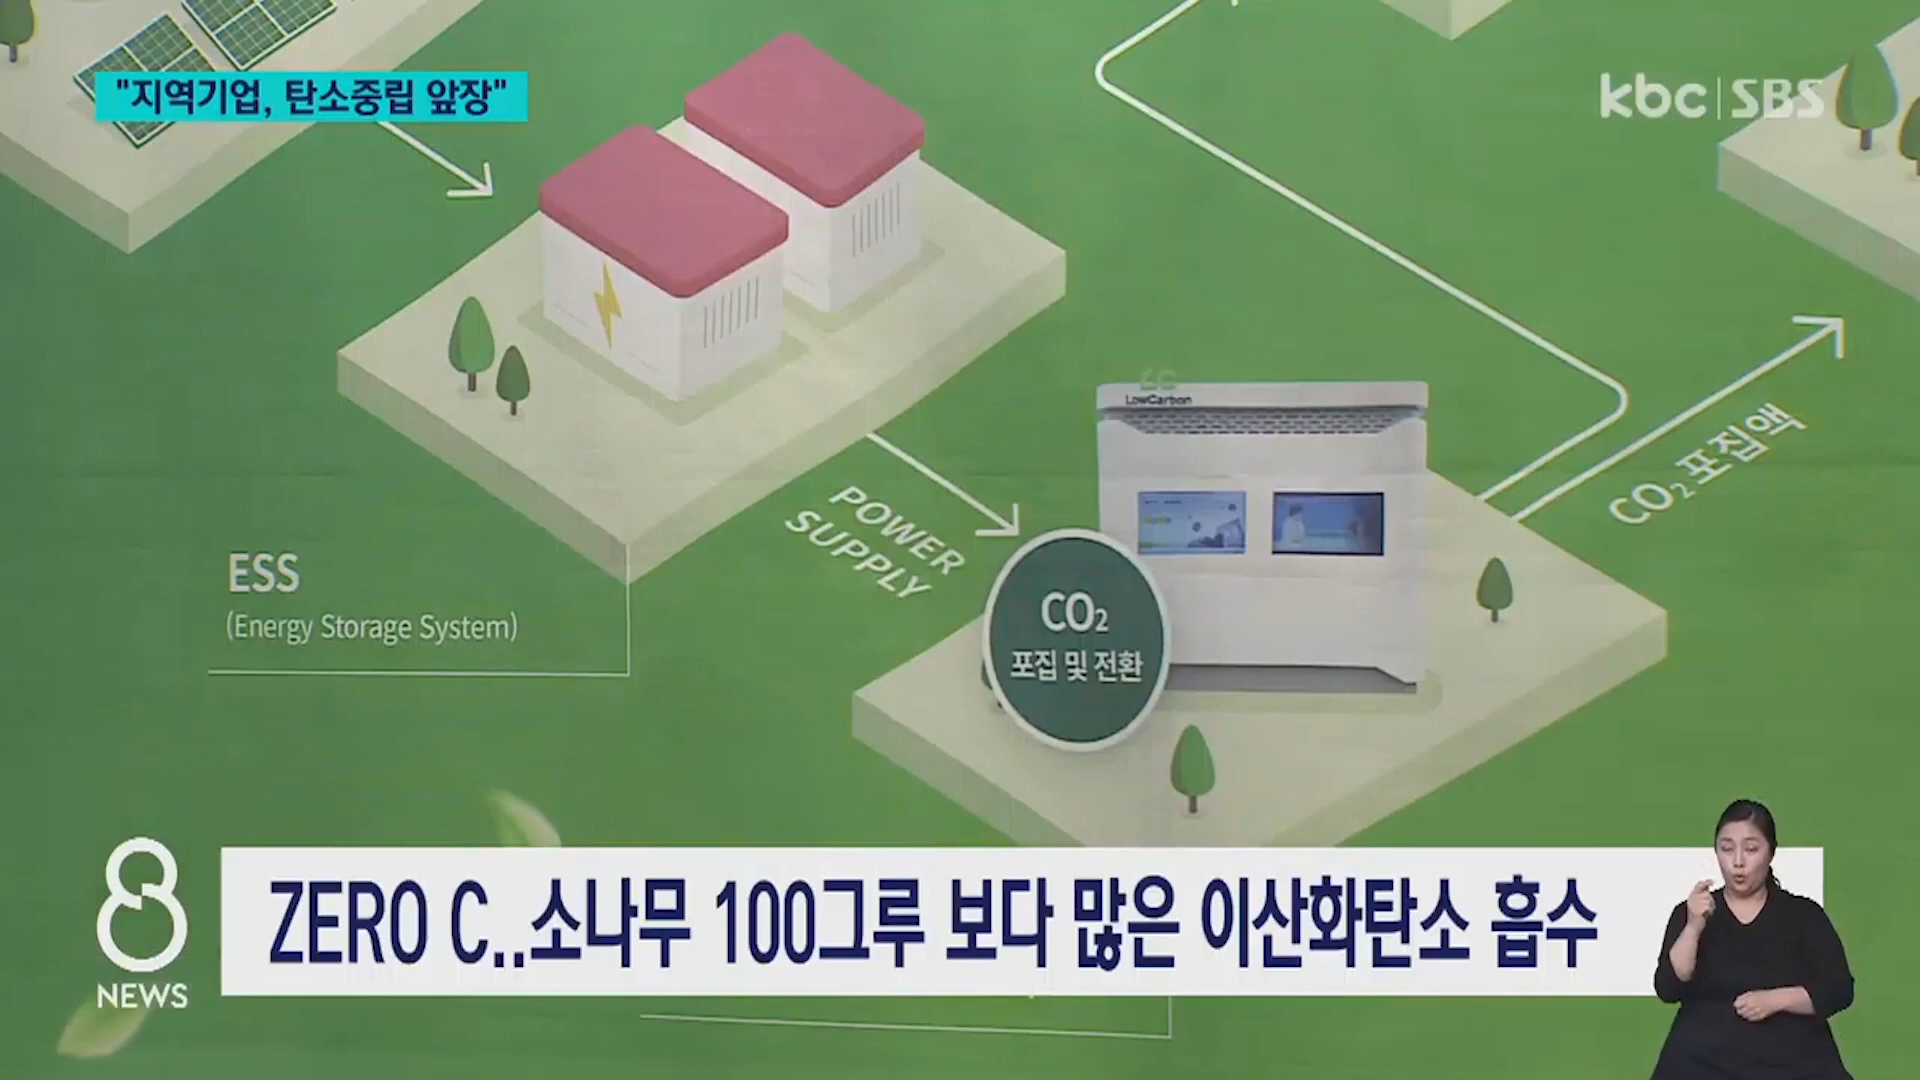 "지역기업, 탄소중립 앞장"
kbc SBS
LowCarbon
POWER
SUPPLY
CO₂ 포집액
ESS
(Energy Storage System)
CO₂
포집 및 전환
8
NEWS
ZERO C..소나무 100그루 보다 많은 이산화탄소 흡수